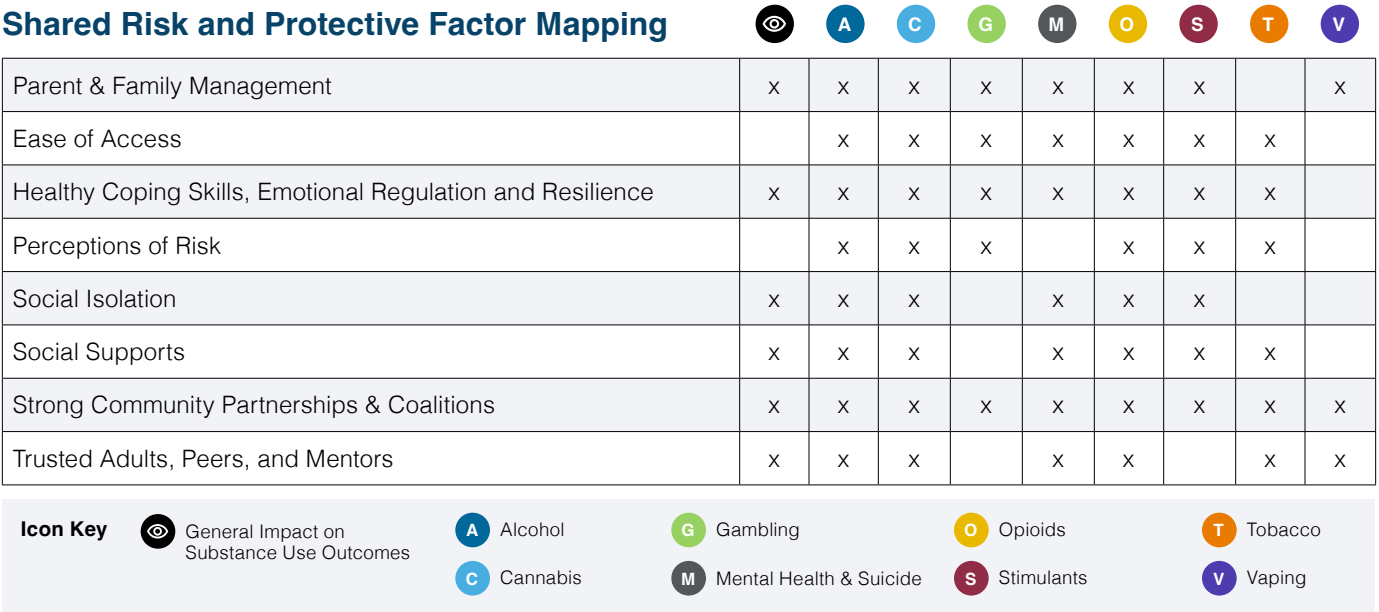 Shared Risk and Protective Factor Mapping A C G M O S T V
Parent & Family Management x x x x x x x x
Ease of Access x x x x x x x
Healthy Coping Skills, Emotional Regulation and Resilience x x x x x x x x
Perceptions of Risk x x x x x x
Social Isolation x x x x x x
Social Supports x x x x x x x
Strong Community Partnerships & Coalitions x x x x x x x x x
Trusted Adults, Peers, and Mentors x x x x x x x
Icon Key General Impact on
Substance Use Outcomes
A Alcohol G Gambling O Opioids T Tobacco
C Cannabis M Mental Health & Suicide S Stimulants V Vaping